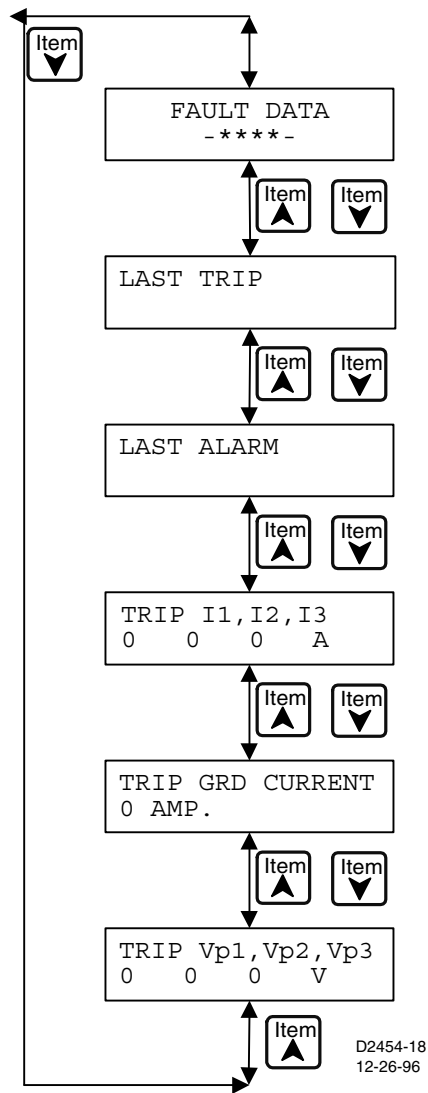 Item
FAULT DATA
-****-
Item Item
LAST TRIP
Item Item
LAST ALARM
Item Item
TRIP I1,I2,I3
0 0 0 A
Item Item
TRIP GRD CURRENT
0 AMP.
Item Item
TRIP Vp1,Vp2,Vp3
0 0 0 V
Item
D2454-18
12-26-96